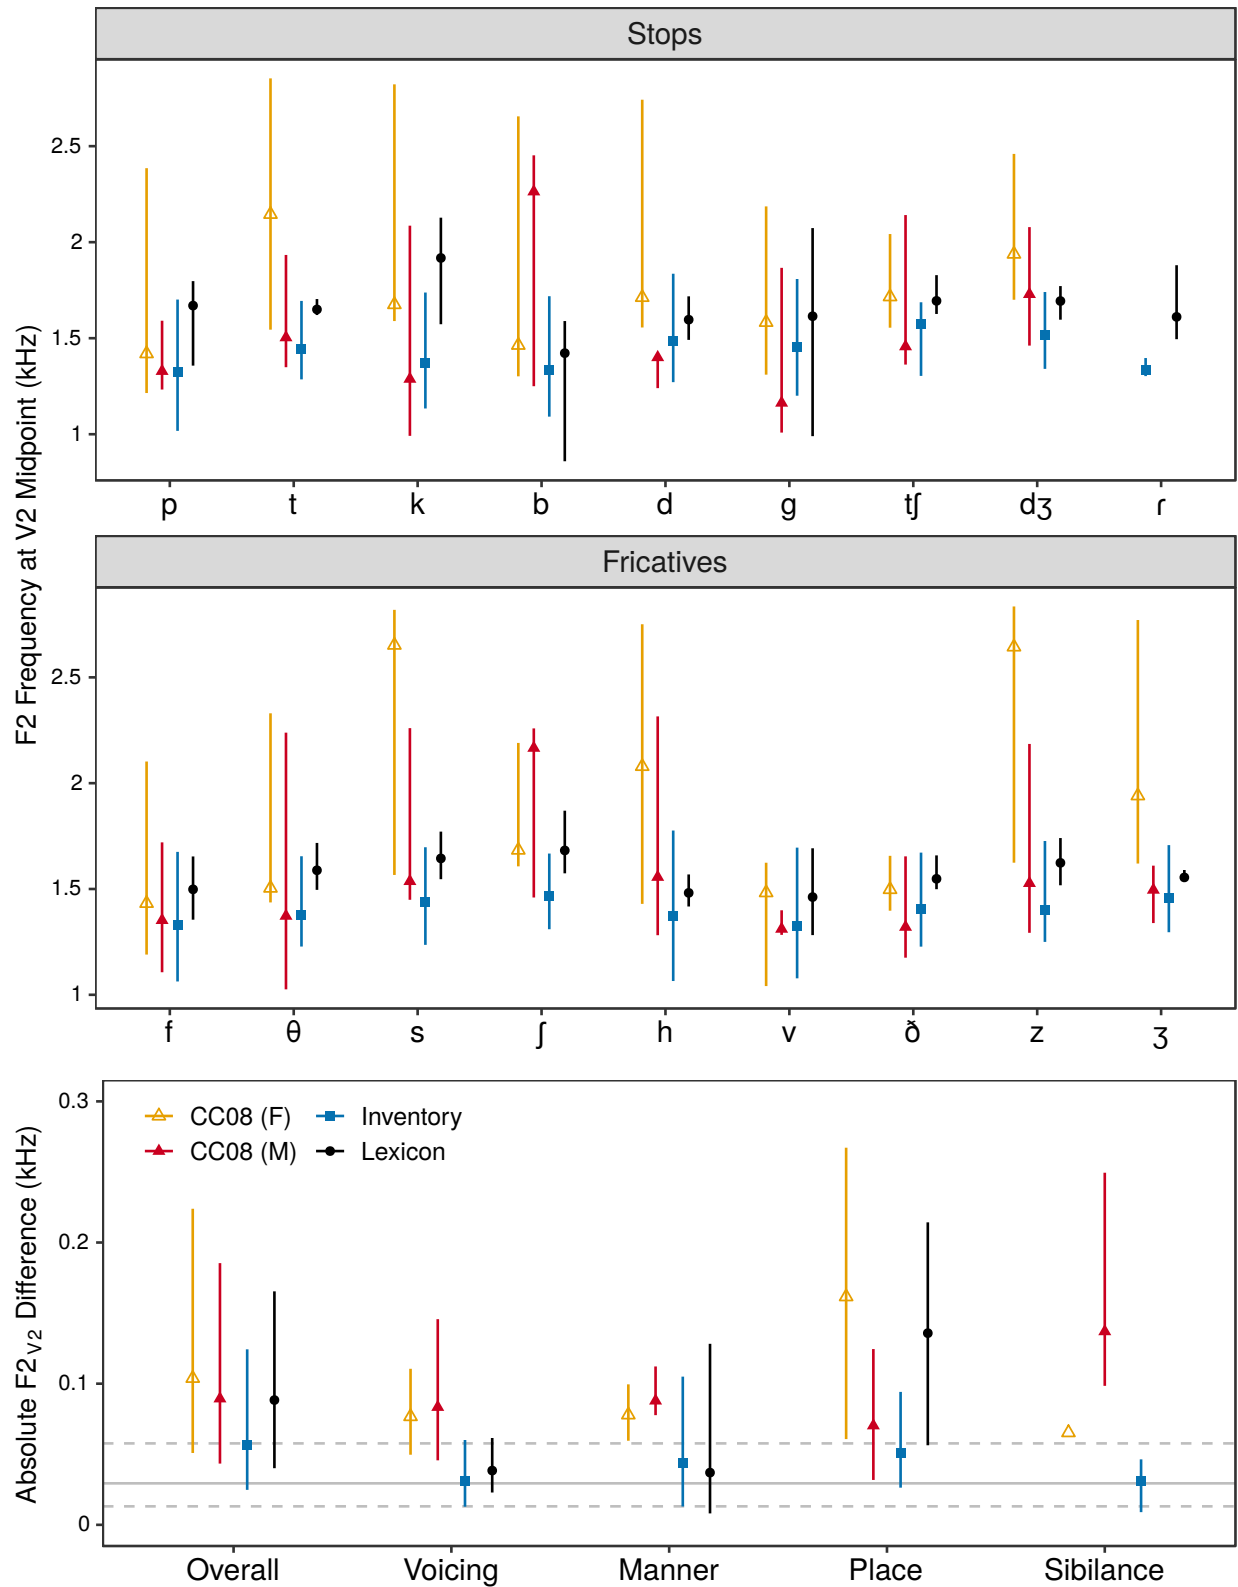 Stops
F2 Frequency at V2 Midpoint (kHz)
2.5
2
1.5
1
p t k b d g tʃ dʒ ɾ
Fricatives
2.5
2
1.5
1
f θ s ʃ h v ð z ʒ
Absolute F2V2 Difference (kHz)
0.3
0.2
0.1
0
CC08 (F) Inventory
CC08 (M) Lexicon
Overall Voicing Manner Place Sibilance